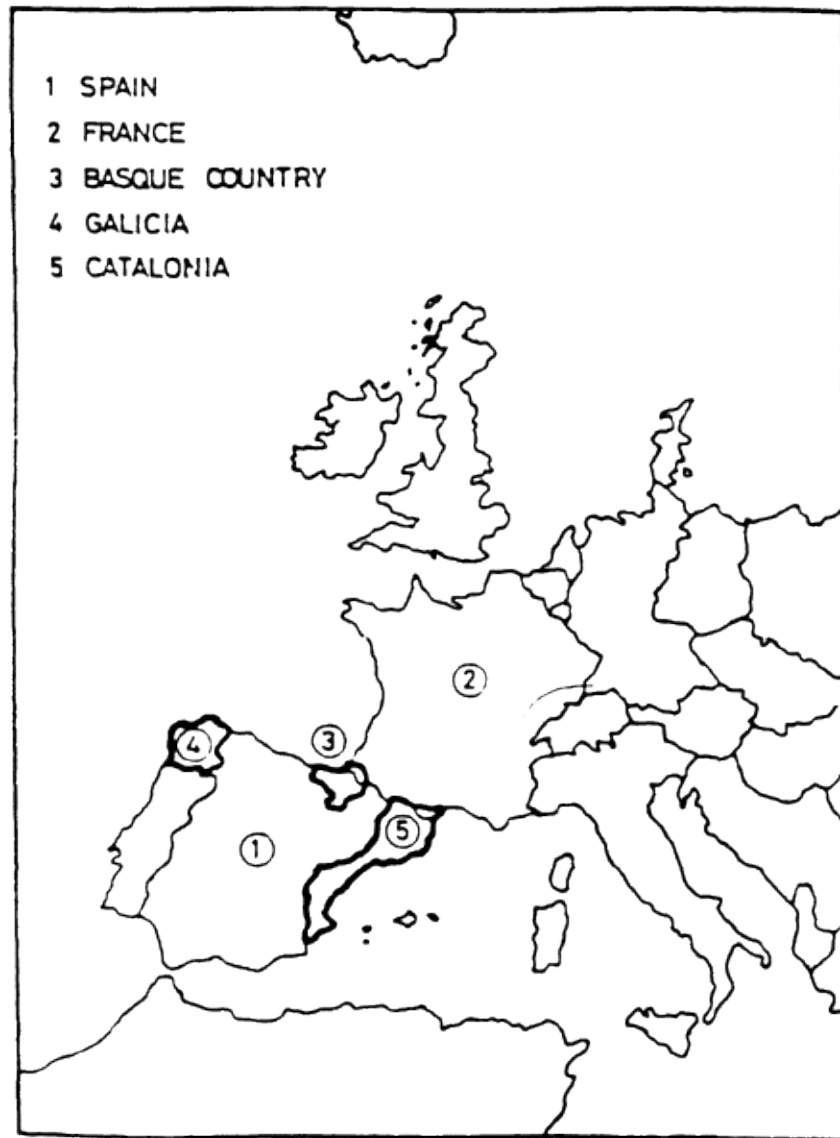 1 SPAIN
2 FRANCE
3 BASQUE COUNTRY
4 GALICIA
5 CATALONIA
2
4
3
5
1